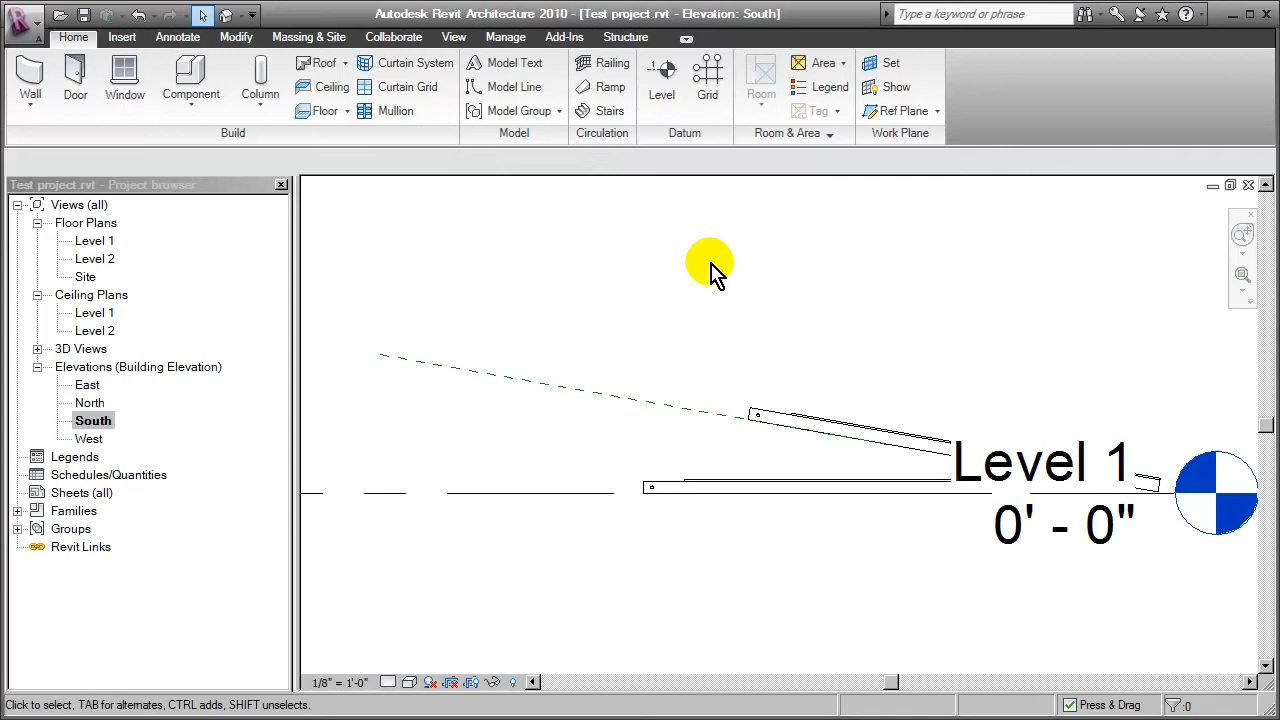 Autodesk Revit Architecture 2010 - [Test project.rvt - Elevation: South]
Type a keyword or phrase
Home Insert Annotate Modify Massing & Site Collaborate View Manage Add-Ins Structure
Wall Door Window Component Column
Roof Curtain System
Ceiling Curtain Grid
Floor Mullion
Build
Model Text
Model Line
Model Group
Model
Railing
Ramp
Stairs
Circulation
Level Grid
Datum
Room
Area
Legend
Tag
Room & Area
Set
Show
Ref Plane
Work Plane
Test project.rvt - Project browser
Views (all)
Floor Plans
Level 1
Level 2
Site
Ceiling Plans
Level 1
Level 2
3D Views
Elevations (Building Elevation)
East
North
South
West
Legends
Schedules/Quantities
Sheets (all)
Families
Groups
Revit Links
Level 1
0' - 0"
1/8" = 1'-0"
Click to select, TAB for alternates, CTRL adds, SHIFT unselects.
Press & Drag
:0